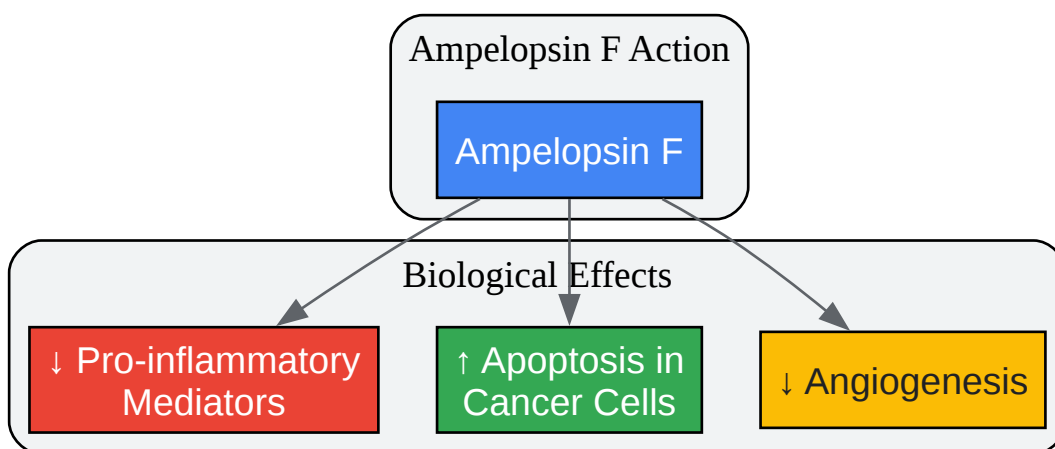 Ampelopsin F Action
Ampelopsin F
Biological Effects
↓ Pro-inflammatory
Mediators
↑ Apoptosis in
Cancer Cells
↓ Angiogenesis